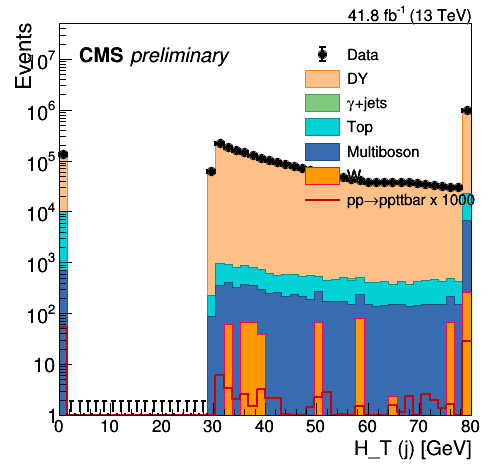 41.8 fb⁻¹ (13 TeV)
CMS preliminary
Events
Data
DY
γ+jets
Top
Multiboson
W
pp→ppttbar x 1000
10⁷
10⁶
10⁵
10⁴
10³
10²
10
1
0 10 20 30 40 50 60 70 80
H_T (j) [GeV]